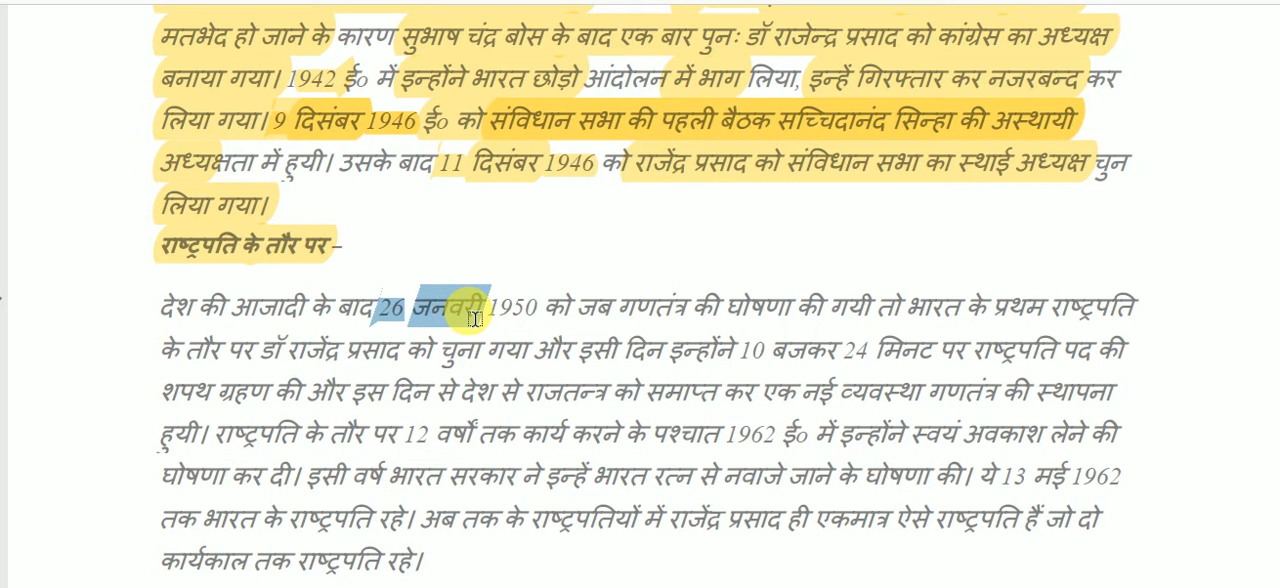 मतभेद हो जाने के कारण सुभाष चंद्र बोस के बाद एक बार पुनः डॉ राजेन्द्र प्रसाद को कांग्रेस का अध्यक्ष
बनाया गया। 1942 ई० में इन्होंने भारत छोड़ो आंदोलन में भाग लिया, इन्हें गिरफ्तार कर नजरबन्द कर
लिया गया। 9 दिसंबर 1946 ई० को संविधान सभा की पहली बैठक सच्चिदानंद सिन्हा की अस्थायी
अध्यक्षता में हुयी। उसके बाद 11 दिसंबर 1946 को राजेंद्र प्रसाद को संविधान सभा का स्थाई अध्यक्ष चुन
लिया गया।
राष्ट्रपति के तौर पर –
देश की आजादी के बाद 26 जनवरी 1950 को जब गणतंत्र की घोषणा की गयी तो भारत के प्रथम राष्ट्रपति
के तौर पर डॉ राजेंद्र प्रसाद को चुना गया और इसी दिन इन्होंने 10 बजकर 24 मिनट पर राष्ट्रपति पद की
शपथ ग्रहण की और इस दिन से देश से राजतन्त्र को समाप्त कर एक नई व्यवस्था गणतंत्र की स्थापना
हुयी। राष्ट्रपति के तौर पर 12 वर्षों तक कार्य करने के पश्चात 1962 ई० में इन्होंने स्वयं अवकाश लेने की
घोषणा कर दी। इसी वर्ष भारत सरकार ने इन्हें भारत रत्न से नवाजे जाने के घोषणा की। ये 13 मई 1962
तक भारत के राष्ट्रपति रहे। अब तक के राष्ट्रपतियों में राजेंद्र प्रसाद ही एकमात्र ऐसे राष्ट्रपति हैं जो दो
कार्यकाल तक राष्ट्रपति रहे।